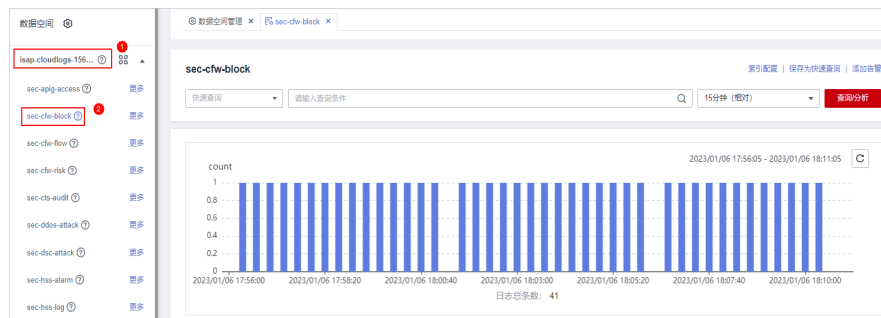 数据空间
isap-cloudlogs-156...
1
sec-apig-access 更多
sec-cfw-block 更多
2
sec-cfw-flow 更多
sec-cfw-risk 更多
sec-cts-audit 更多
sec-ddos-attack 更多
sec-dsc-attack 更多
sec-hss-alarm 更多
sec-hss-log 更多
数据空间管理 × sec-cfw-block ×
sec-cfw-block
索引配置 | 保存为快速查询 | 添加告警
快速查询 请输入查询条件 15分钟（相对） 查询/分析
2023/01/06 17:56:05 - 2023/01/06 18:11:05
count
1
0.8
0.6
0.4
0.2
0
2023/01/06 17:56:00 2023/01/06 17:58:20 2023/01/06 18:00:40 2023/01/06 18:03:00 2023/01/06 18:05:20 2023/01/06 18:07:40 2023/01/06 18:10:00
日志总条数： 41